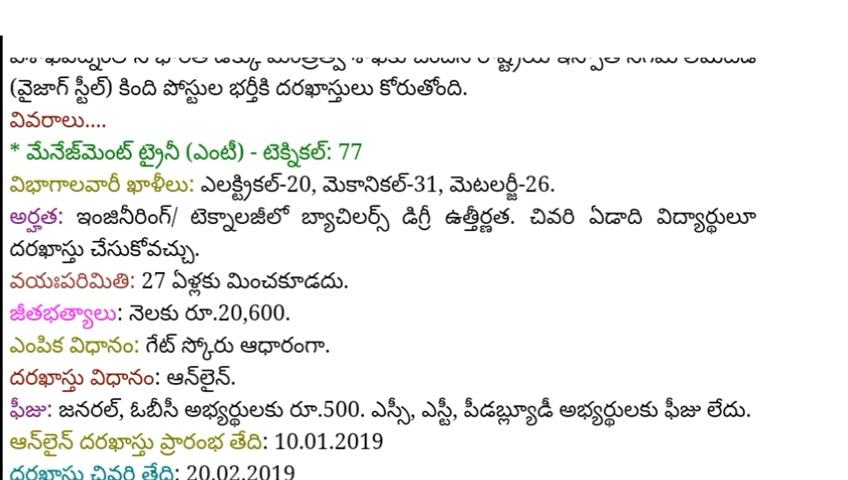 (వైజాగ్ స్టీల్) కింది పోస్టుల భర్తీకి దరఖాస్తులు కోరుతోంది.
వివరాలు....
* మేనేజ్‌మెంట్ ట్రైనీ (ఎంటీ) - టెక్నికల్: 77
విభాగాలవారీ ఖాళీలు: ఎలక్ట్రికల్-20, మెకానికల్-31, మెటలర్జీ-26.
అర్హత: ఇంజినీరింగ్/ టెక్నాలజీలో బ్యాచిలర్స్ డిగ్రీ ఉత్తీర్ణత. చివరి ఏడాది విద్యార్థులూ
దరఖాస్తు చేసుకోవచ్చు.
వయఃపరిమితి: 27 ఏళ్లకు మించకూడదు.
జీతభత్యాలు: నెలకు రూ.20,600.
ఎంపిక విధానం: గేట్ స్కోరు ఆధారంగా.
దరఖాస్తు విధానం: ఆన్‌లైన్.
ఫీజు: జనరల్, ఓబీసీ అభ్యర్థులకు రూ.500. ఎస్సీ, ఎస్టీ, పీడబ్ల్యూడీ అభ్యర్థులకు ఫీజు లేదు.
ఆన్‌లైన్ దరఖాస్తు ప్రారంభ తేది: 10.01.2019
దరఖాస్తు చివరి తేది: 20.02.2019